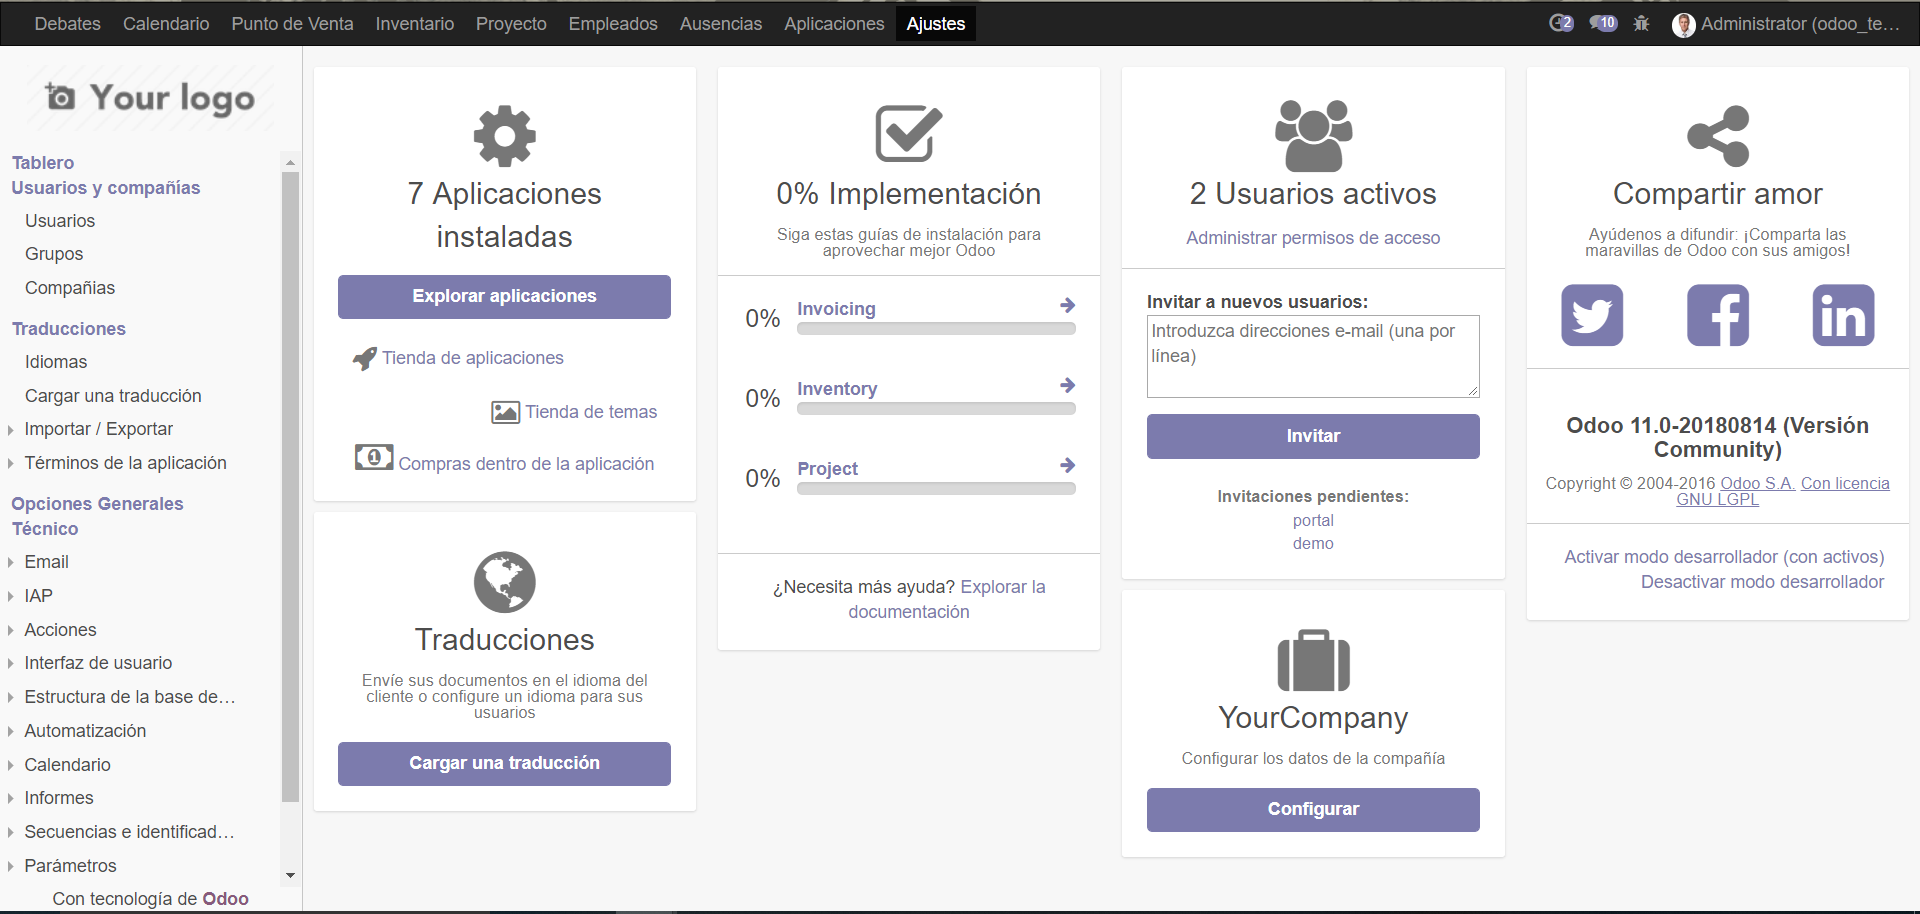 Debates Calendario Punto de Venta Inventario Proyecto Empleados Ausencias Aplicaciones Ajustes 2 10 Administrator (odoo_te...
Your logo
Tablero
Usuarios y compañías
Usuarios
Grupos
Compañias
Traducciones
Idiomas
Cargar una traducción
Importar / Exportar
Términos de la aplicación
Opciones Generales
Técnico
Email
IAP
Acciones
Interfaz de usuario
Estructura de la base de...
Automatización
Calendario
Informes
Secuencias e identificad...
Parámetros
Con tecnología de Odoo
7 Aplicaciones
instaladas
Explorar aplicaciones
Tienda de aplicaciones
Tienda de temas
1
Compras dentro de la aplicación
Traducciones
Envíe sus documentos en el idioma del
cliente o configure un idioma para sus
usuarios
Cargar una traducción
0% Implementación
Siga estas guías de instalación para
aprovechar mejor Odoo
0% Invoicing
0% Inventory
0% Project
¿Necesita más ayuda? Explorar la
documentación
2 Usuarios activos
Administrar permisos de acceso
Invitar a nuevos usuarios:
Introduzca direcciones e-mail (una por
línea)
Invitar
Invitaciones pendientes:
portal
demo
YourCompany
Configurar los datos de la compañía
Configurar
Compartir amor
Ayúdenos a difundir: ¡Comparta las
maravillas de Odoo con sus amigos!
Odoo 11.0-20180814 (Versión
Community)
Copyright © 2004-2016 Odoo S.A. Con licencia
GNU LGPL
Activar modo desarrollador (con activos)
Desactivar modo desarrollador